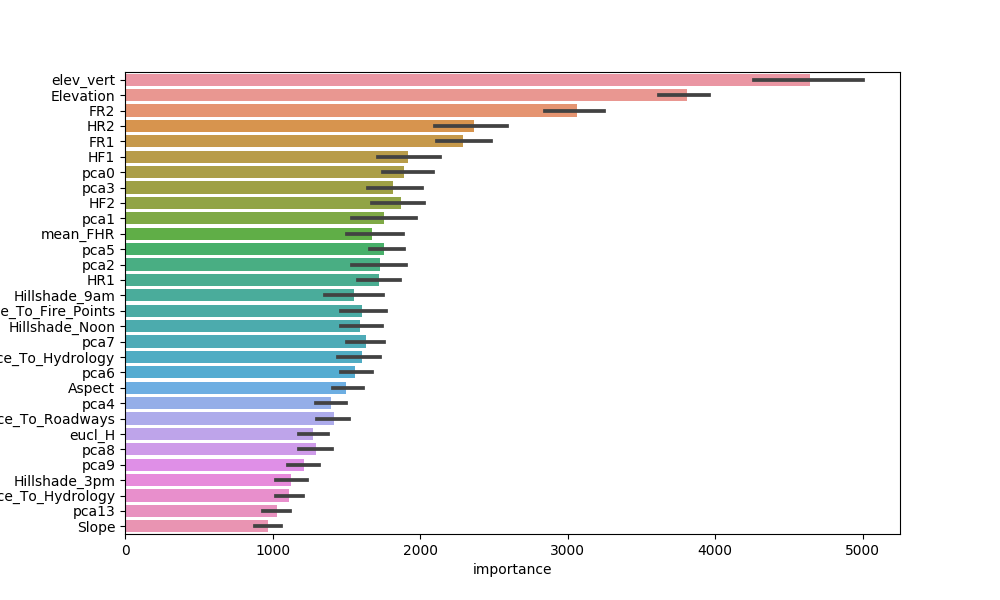 elev_vert
Elevation
FR2
HR2
FR1
HF1
pca0
pca3
HF2
pca1
mean_FHR
pca5
pca2
HR1
Hillshade_9am
e_To_Fire_Points
Hillshade_Noon
pca7
ce_To_Hydrology
pca6
Aspect
pca4
ce_To_Roadways
eucl_H
pca8
pca9
Hillshade_3pm
ce_To_Hydrology
pca13
Slope
0 1000 2000 3000 4000 5000
importance